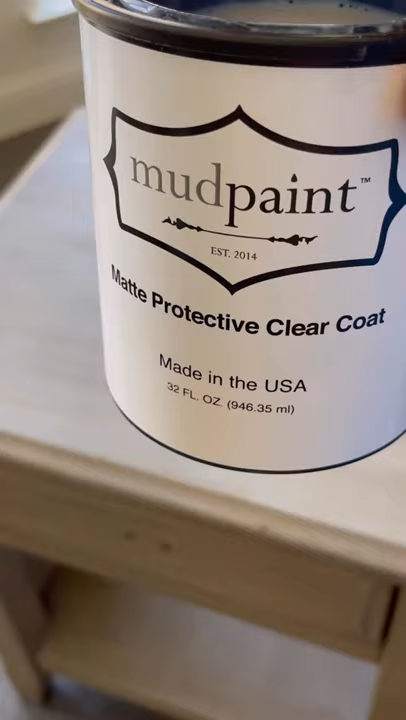 mudpaint™
EST. 2014
Matte Protective Clear Coat
Made in the USA
32 FL. OZ. (946.35 ml)